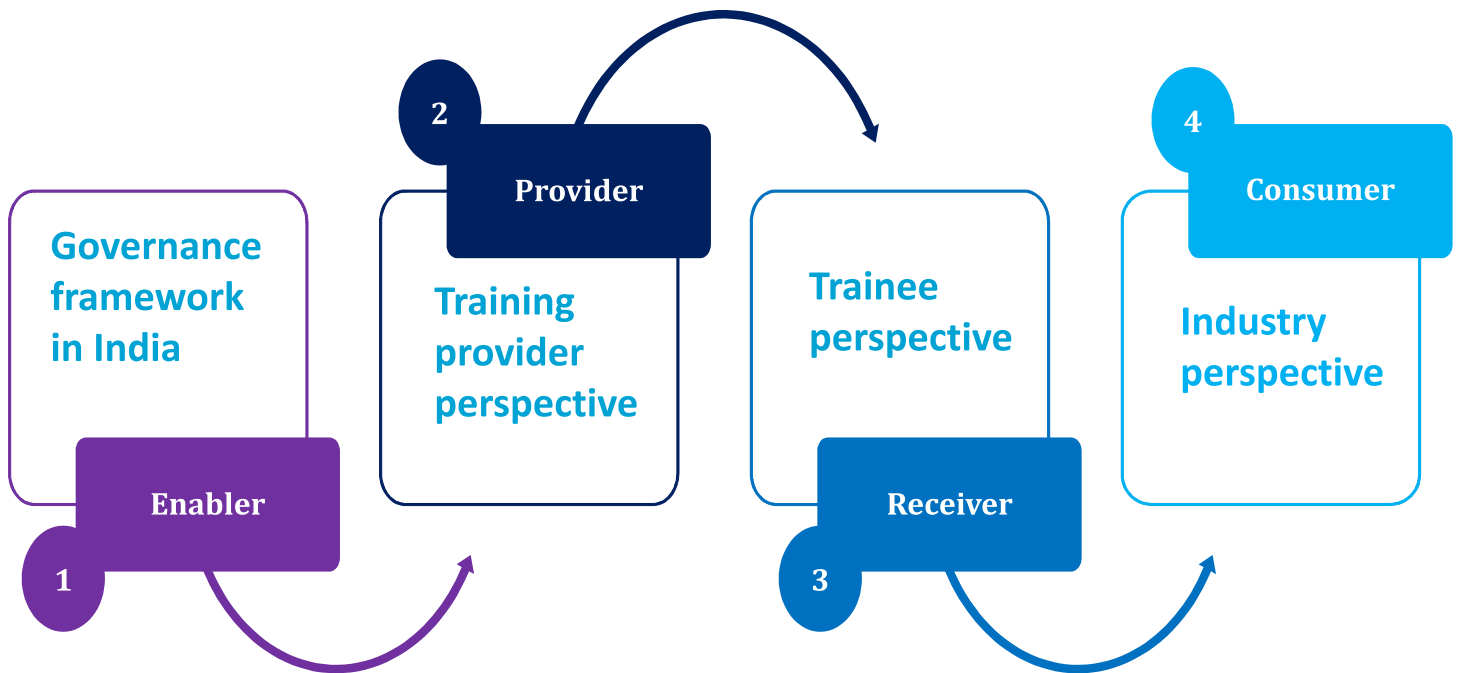 1
Enabler
Governance
framework
in India
2
Provider
Training
provider
perspective
3
Receiver
Trainee
perspective
4
Consumer
Industry
perspective